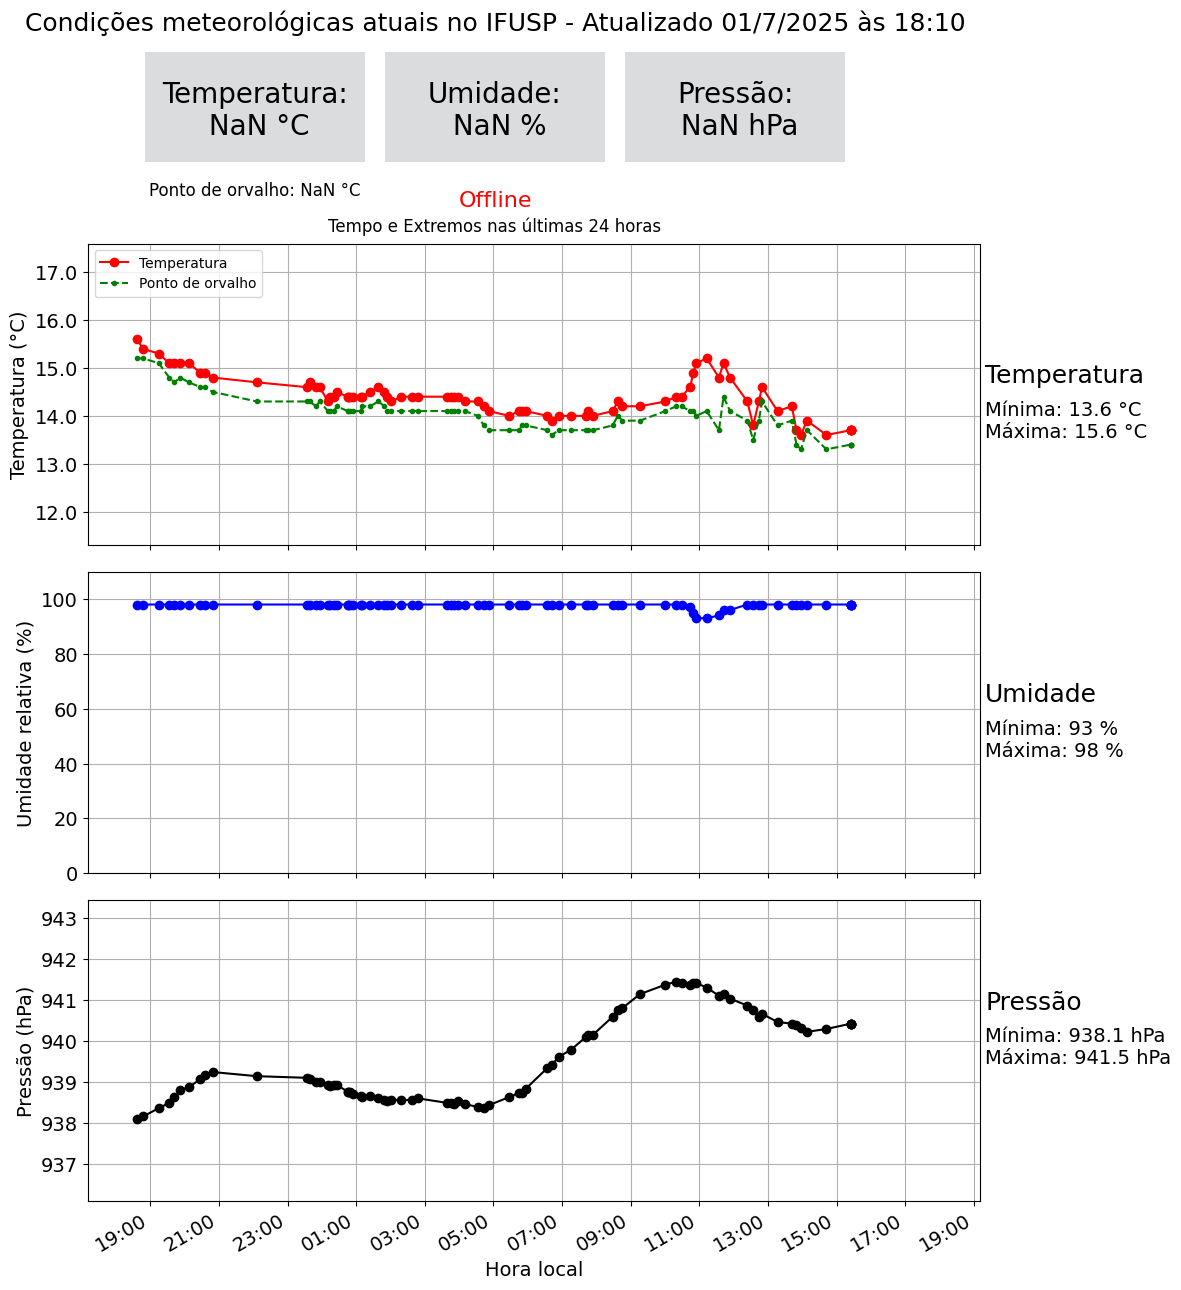 Condições meteorológicas atuais no IFUSP - Atualizado 01/7/2025 às 18:10
Temperatura:
NaN °C
Umidade:
NaN %
Pressão:
NaN hPa
Ponto de orvalho: NaN °C
Offline
Tempo e Extremos nas últimas 24 horas
Temperatura (°C)
17.0
16.0
15.0
14.0
13.0
12.0
Temperatura
Ponto de orvalho
Temperatura
Mínima: 13.6 °C
Máxima: 15.6 °C
Umidade relativa (%)
100
80
60
40
20
0
Umidade
Mínima: 93 %
Máxima: 98 %
Pressão (hPa)
943
942
941
940
939
938
937
Pressão
Mínima: 938.1 hPa
Máxima: 941.5 hPa
19:00
21:00
23:00
01:00
03:00
05:00
07:00
09:00
11:00
13:00
15:00
17:00
19:00
Hora local